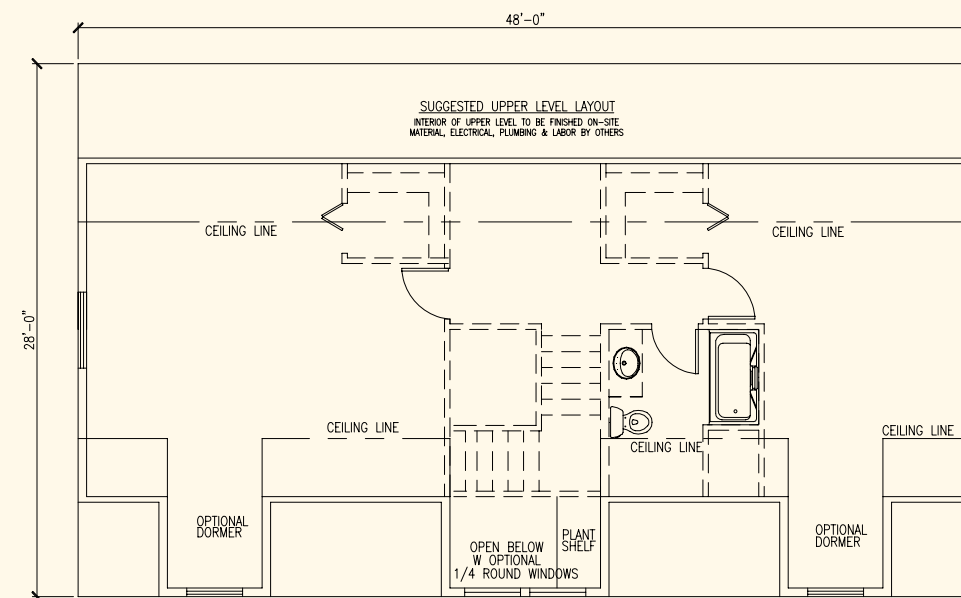 48'-0"
SUGGESTED UPPER LEVEL LAYOUT
INTERIOR OF UPPER LEVEL TO BE FINISHED ON-SITE
MATERIAL, ELECTRICAL, PLUMBING & LABOR BY OTHERS
CEILING LINE
CEILING LINE
28'-0"
CEILING LINE
CEILING LINE
CEILING LINE
OPTIONAL
DORMER
OPEN BELOW
W OPTIONAL
1/4 ROUND WINDOWS
PLANT
SHELF
OPTIONAL
DORMER